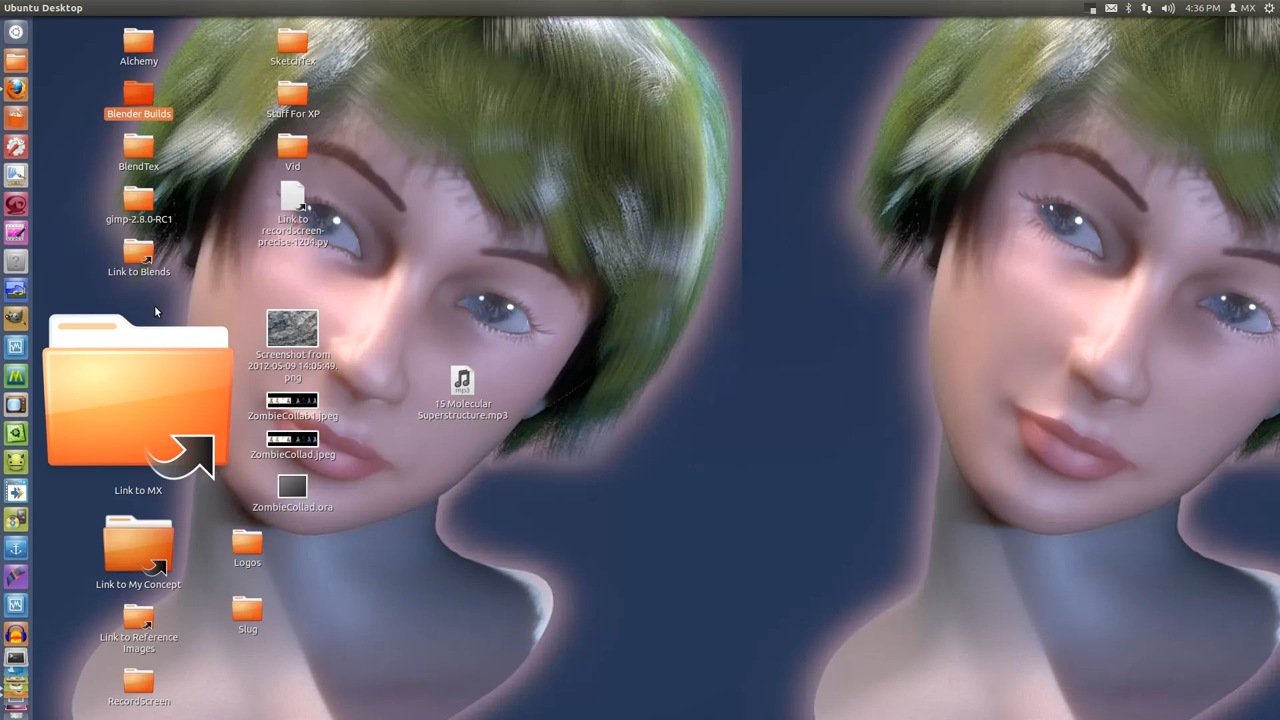 Ubuntu Desktop
4:36 PM
MX
Alchemy
SketchTex
Blender Builds
Stuff For XP
BlendTex
Vid
gimp-2.8.0-RC1
Link to
recordscreen-
precise-1204.py
Link to Blends
Screenshot from
2012-05-09 14:05:49.
png
mp3
15 Molecular
Superstructure.mp3
ZombieCollab1.jpeg
ZombieCollad.jpeg
Link to MX
ZombieCollad.ora
Link to My Concept
Logos
Link to Reference
Images
Slug
RecordScreen